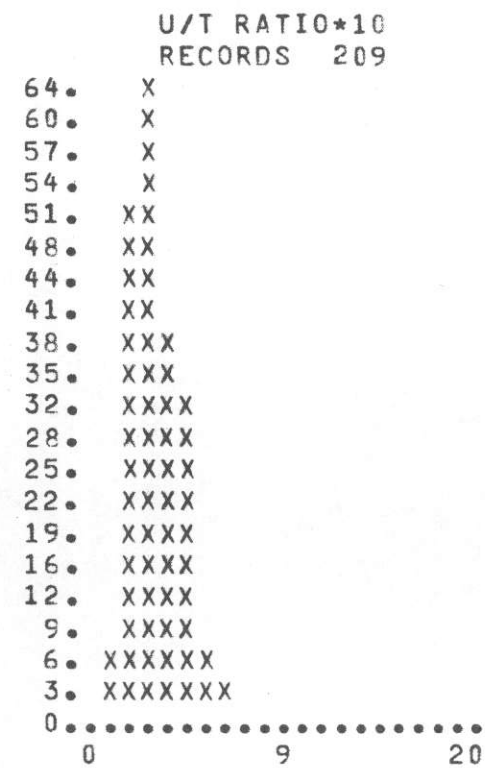 U/T RATIO*10
RECORDS 209
64. X
60. X
57. X
54. X
51. XX
48. XX
44. XX
41. XX
38. XXX
35. XXX
32. XXXX
28. XXXX
25. XXXX
22. XXXX
19. XXXX
16. XXXX
12. XXXX
9. XXXX
6. XXXXXX
3. XXXXXXX
0......................
0 9 20